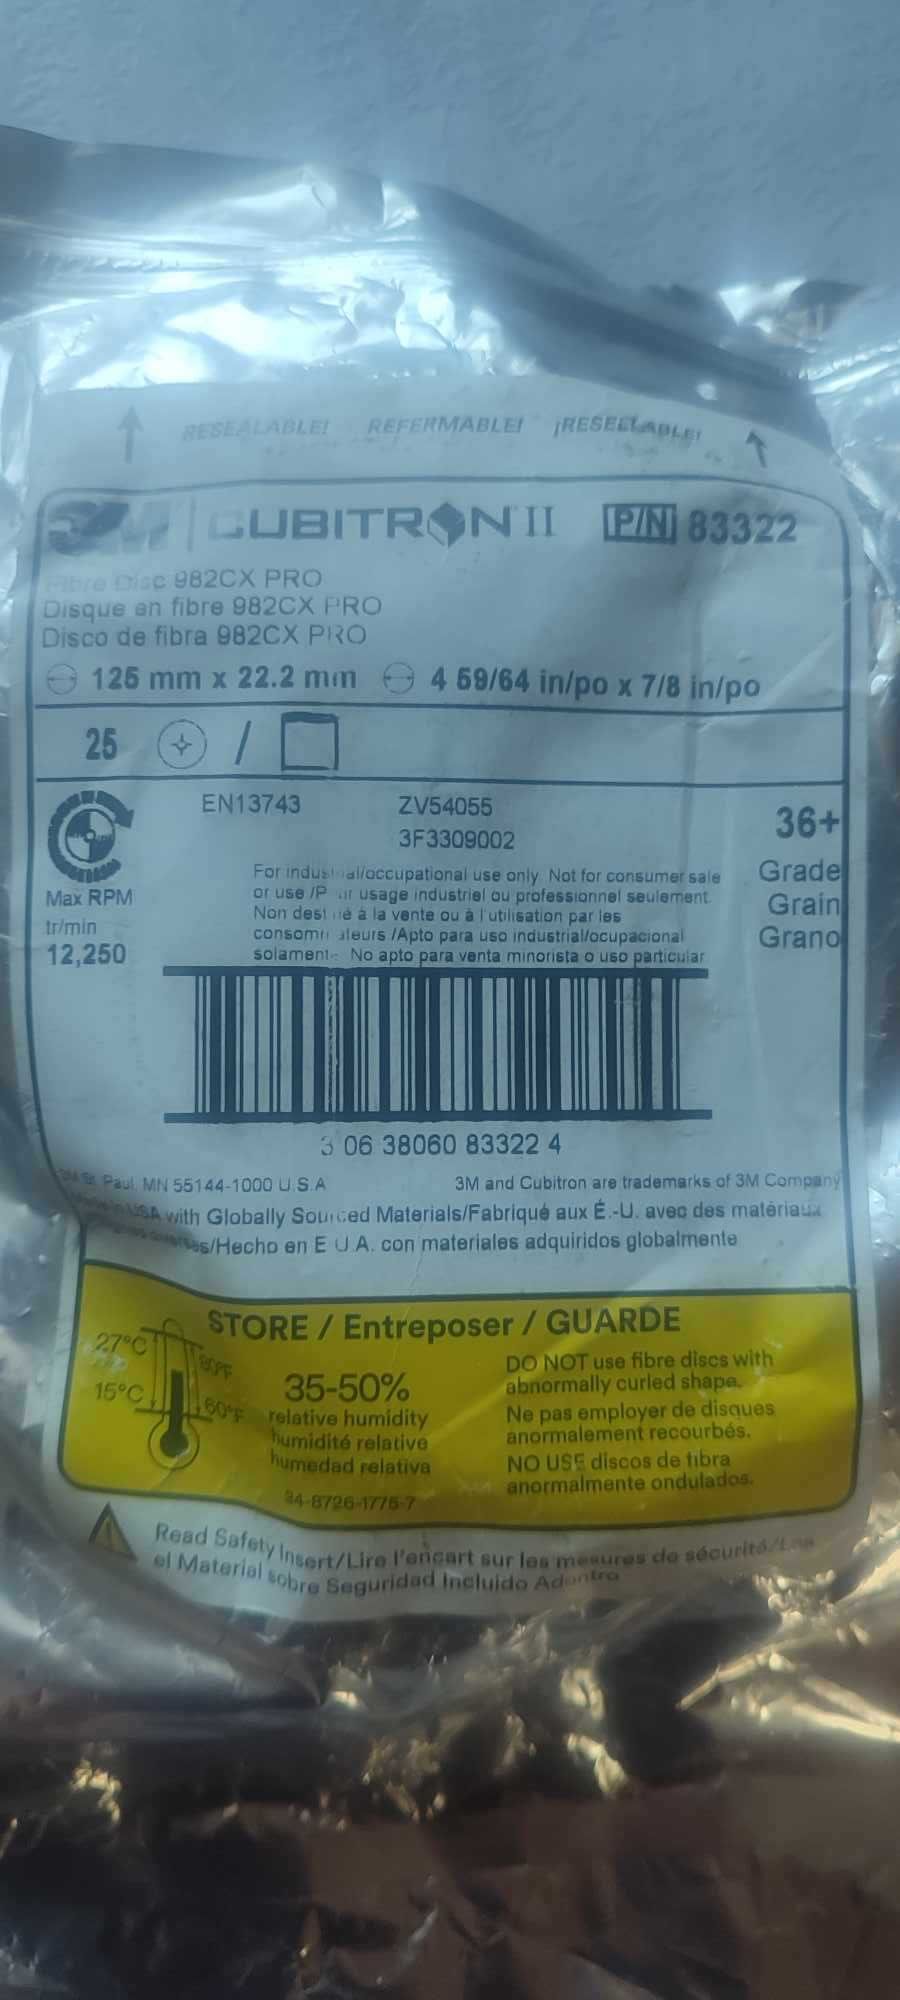 RESEALABLE! REFERMABLE! ¡RESELLABLE!
3M CUBITRON II P/N 83322
Fibre Disc 982CX PRO
Disque en fibre 982CX PRO
Disco de fibra 982CX PRO
125 mm x 22.2 mm 4 59/64 in/po x 7/8 in/po
25 /
EN13743 ZV54055
3F3309002
36+
Grade
Grain
Grano
Max RPM
tr/min
12,250
For industrial/occupational use only. Not for consumer sale
or use /Pour usage industriel ou professionnel seulement.
Non destiné à la vente ou à l'utilisation par les
consommateurs /Apto para uso industrial/ocupacional
solamente. No apto para venta minorista o uso particular
3 06 38060 83322 4
3M St. Paul, MN 55144-1000 U.S.A 3M and Cubitron are trademarks of 3M Company
Made in USA with Globally Sourced Materials/Fabriqué aux É.-U. avec des matériaux
/Hecho en E.U.A. con materiales adquiridos globalmente
STORE / Entreposer / GUARDE
27°C 80°F
15°C 60°F
35-50%
relative humidity
humidité relative
humedad relativa
34-8726-1775-7
DO NOT use fibre discs with
abnormally curled shape.
Ne pas employer de disques
anormalement recourbés.
NO USE discos de fibra
anormalmente ondulados.
Read Safety Insert/Lire l'encart sur les mesures de sécurité/Lea
el Material sobre Seguridad Incluido Adentro